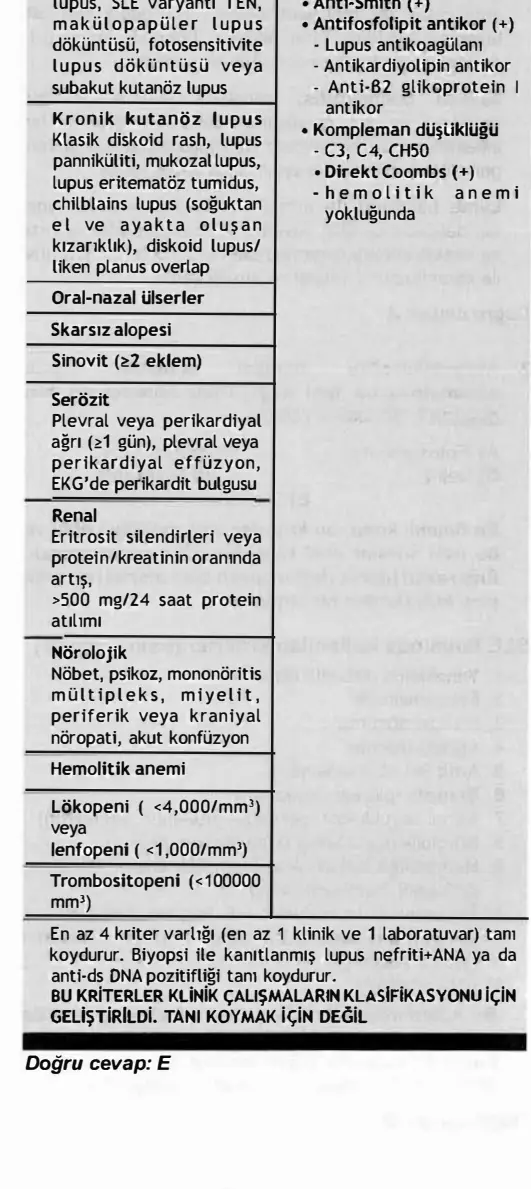 lupus, SLE varyantı TEN,
makülopapüler lupus
döküntüsü, fotosensitivite
lupus döküntüsü veya
subakut kutanöz lupus
Kronik kutanöz lupus
Klasik diskoid rash, lupus
panniküliti, mukozal lupus,
lupus eritematöz tumidus,
chilblains lupus (soğuktan
el ve ayakta oluşan
kızarıklık), diskoid lupus/
liken planus overlap
Oral-nazal ülserler
Skarsız alopesi
Sinovit (≥2 eklem)
Serözit
Plevral veya perikardiyal
ağrı (≥1 gün), plevral veya
perikardiyal effüzyon,
EKG'de perikardit bulgusu
Renal
Eritrosit silendirleri veya
protein/kreatinin oranında
artış,
>500 mg/24 saat protein
atılımı
Nörolojik
Nöbet, psikoz, mononöritis
mültipleks, miyelit,
periferik veya kraniyal
nöropati, akut konfüzyon
Hemolitik anemi
Lökopeni ( <4,000/mm³)
veya
lenfopeni ( <1,000/mm³)
Trombositopeni (<100000
mm³)
• Anti-Smith (+)
• Antifosfolipit antikor (+)
- Lupus antikoagülanı
- Antikardiyolipin antikor
- Anti-ß2 glikoprotein I
antikor
• Kompleman düşüklüğü
- C3, C4, CH50
• Direkt Coombs (+)
- hemolitik anemi
yokluğunda
En az 4 kriter varlığı (en az 1 klinik ve 1 laboratuvar) tanı
koydurur. Biyopsi ile kanıtlanmış lupus nefriti+ANA ya da
anti-ds DNA pozitifliği tanı koydurur.
BU KRİTERLER KLİNİK ÇALIŞMALARIN KLASİFİKASYONU İÇİN
GELİŞTİRİLDİ. TANI KOYMAK İÇİN DEĞİL
Doğru cevap: E